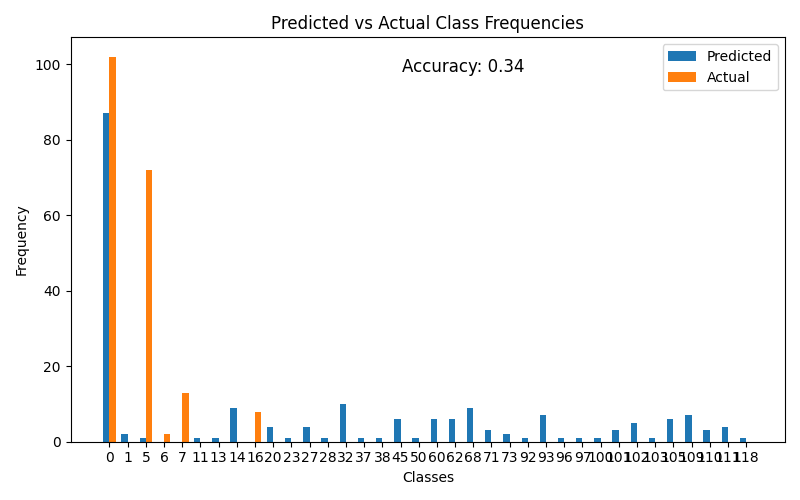 Predicted vs Actual Class Frequencies
Accuracy: 0.34
Predicted
Actual
Frequency
100
80
60
40
20
0
0 1 5 6 7 11 13 14 16 20 23 27 28 32 37 38 45 50 60 62 68 71 73 92 93 96 97 100 101 102 103 105 109 110 111 118
Classes